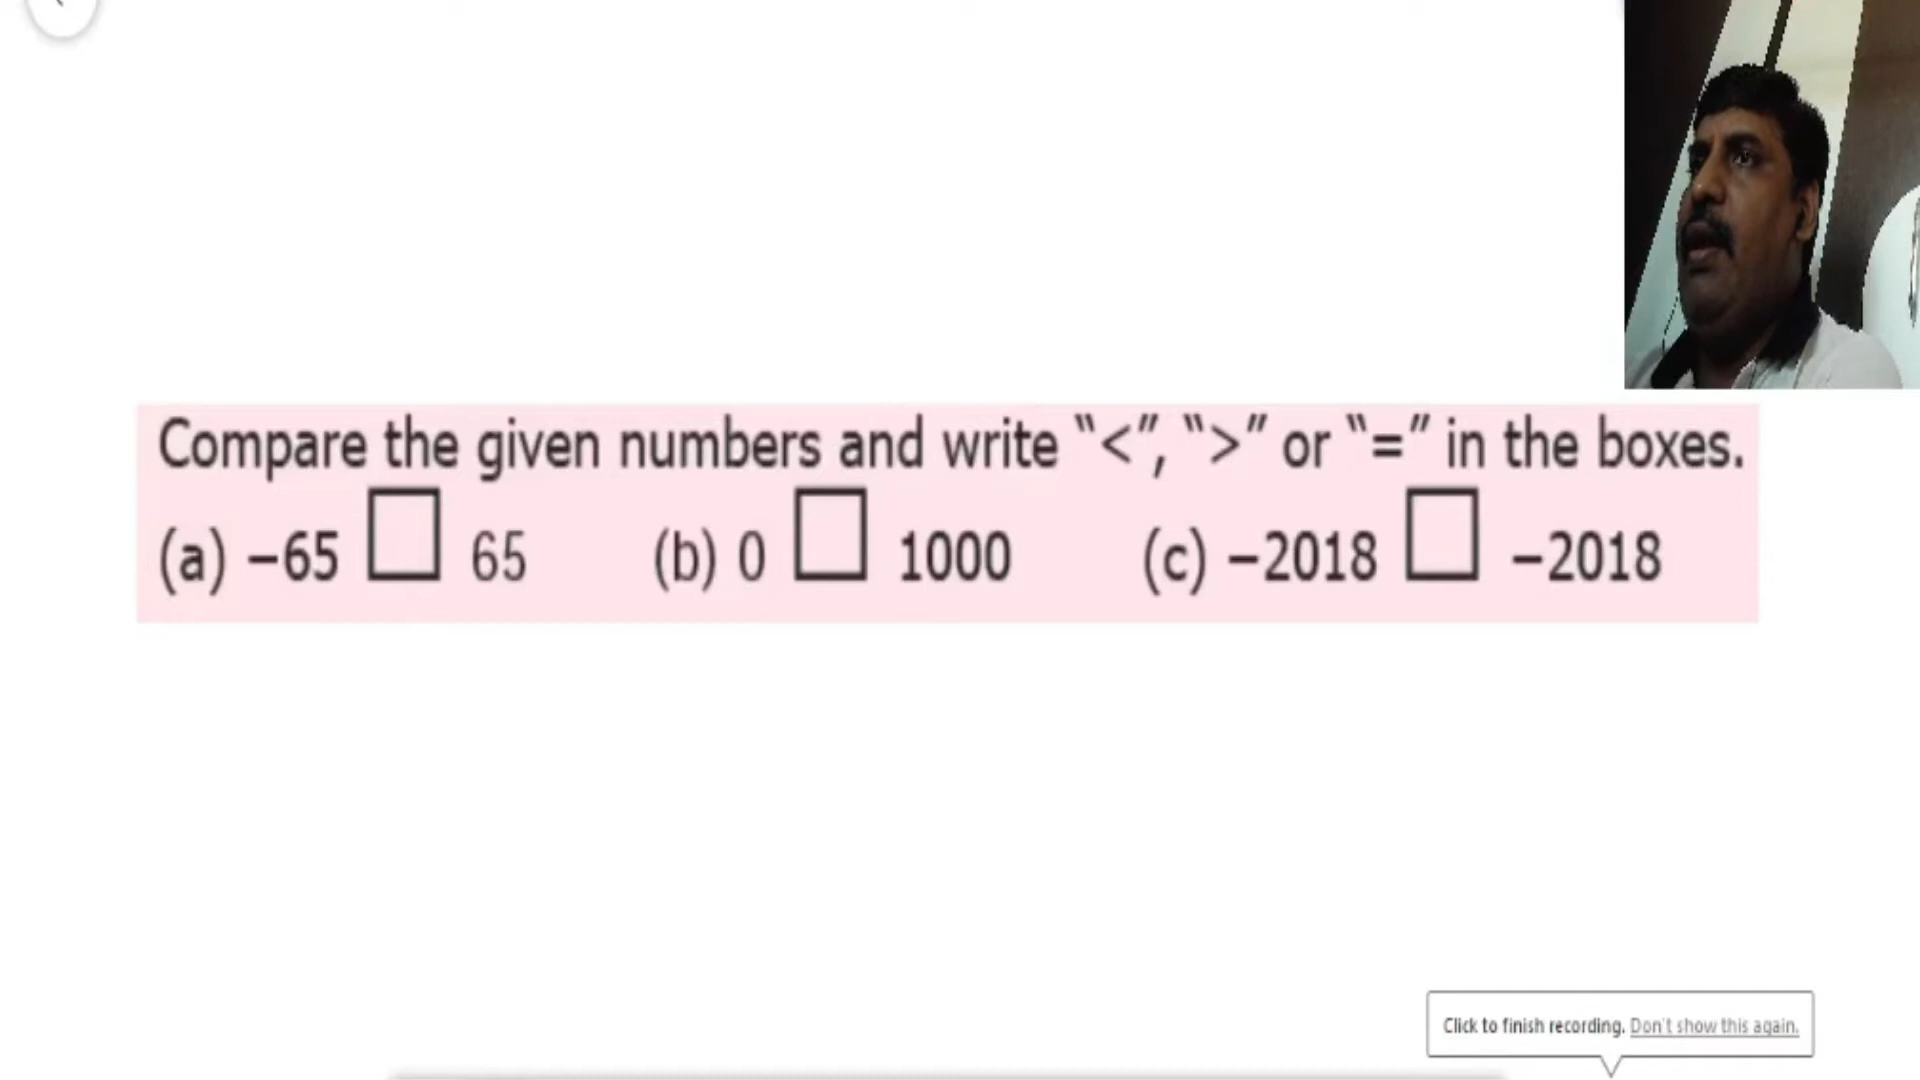 Compare the given numbers and write “<”, “>” or “=” in the boxes.
(a) –65 □ 65 (b) 0 □ 1000 (c) –2018 □ –2018
Click to finish recording. Don't show this again.